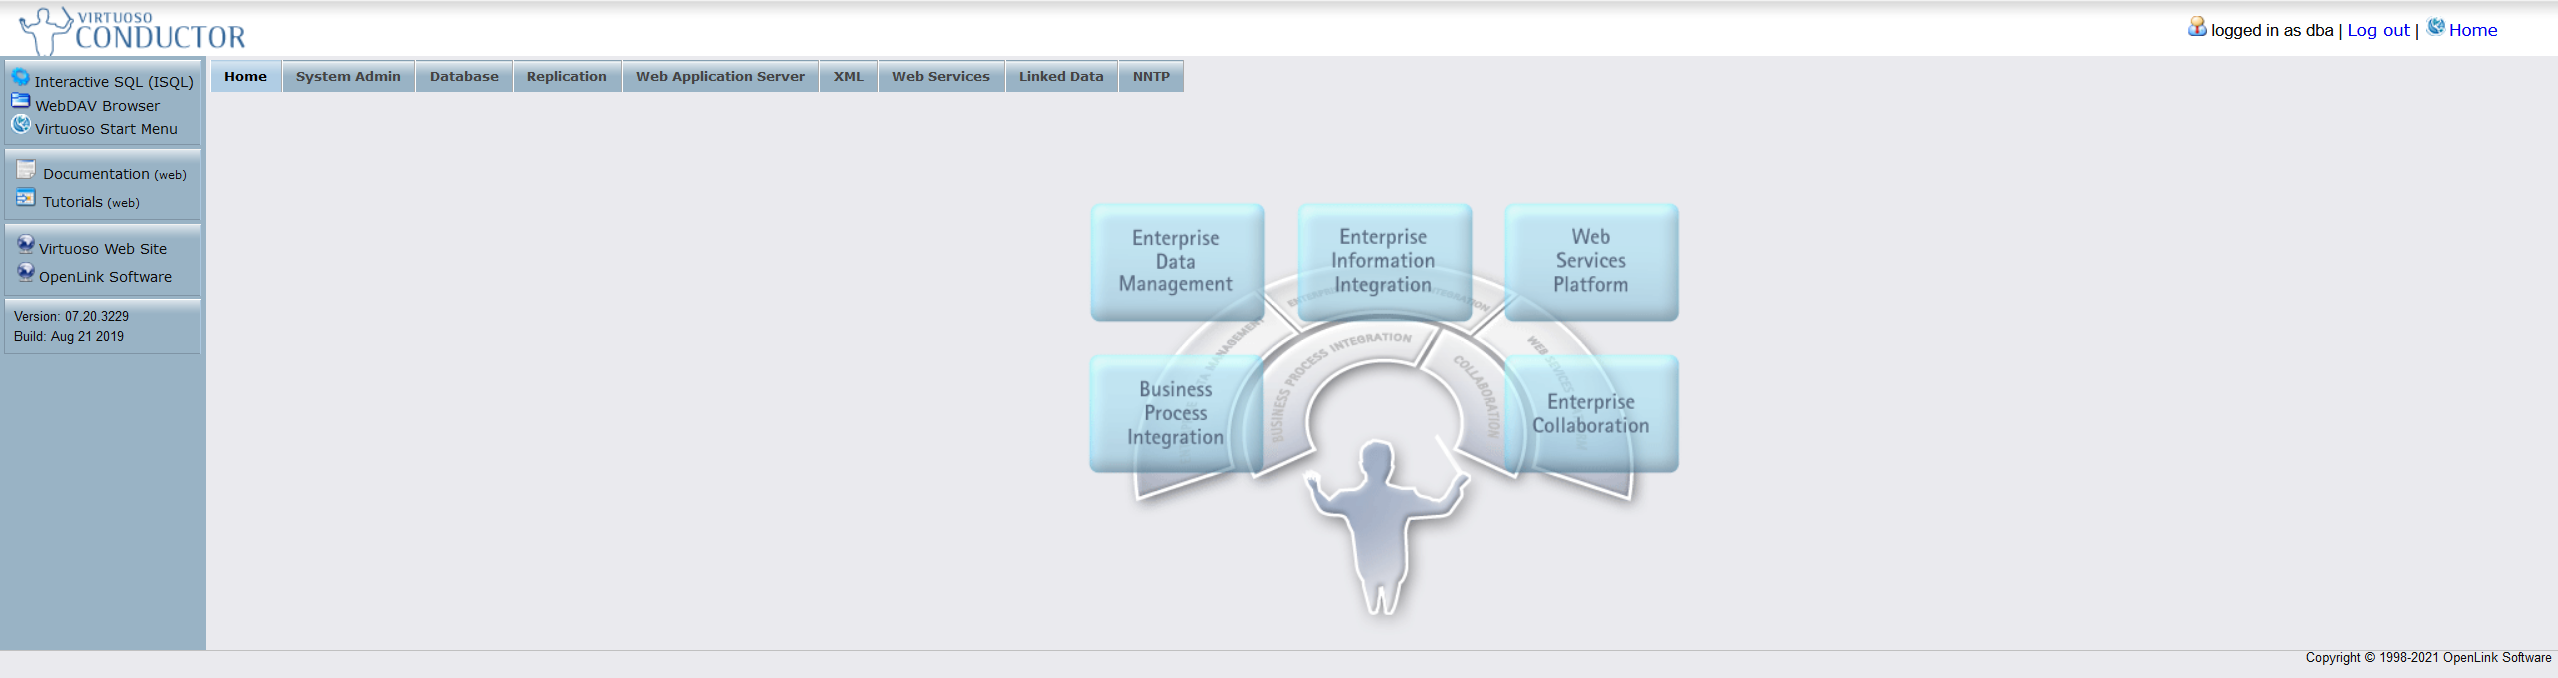 VIRTUOSO
CONDUCTOR
logged in as dba | Log out | Home
Interactive SQL (ISQL)
WebDAV Browser
Virtuoso Start Menu
Documentation (web)
Tutorials (web)
Virtuoso Web Site
OpenLink Software
Version: 07.20.3229
Build: Aug 21 2019
Home System Admin Database Replication Web Application Server XML Web Services Linked Data NNTP
Enterprise
Data
Management
Enterprise
Information
Integration
Web
Services
Platform
Business
Process
Integration
Enterprise
Collaboration
BUSINESS PROCESS INTEGRATION
COLLABORATION
MANAGEMENT
WEB
Copyright © 1998-2021 OpenLink Software